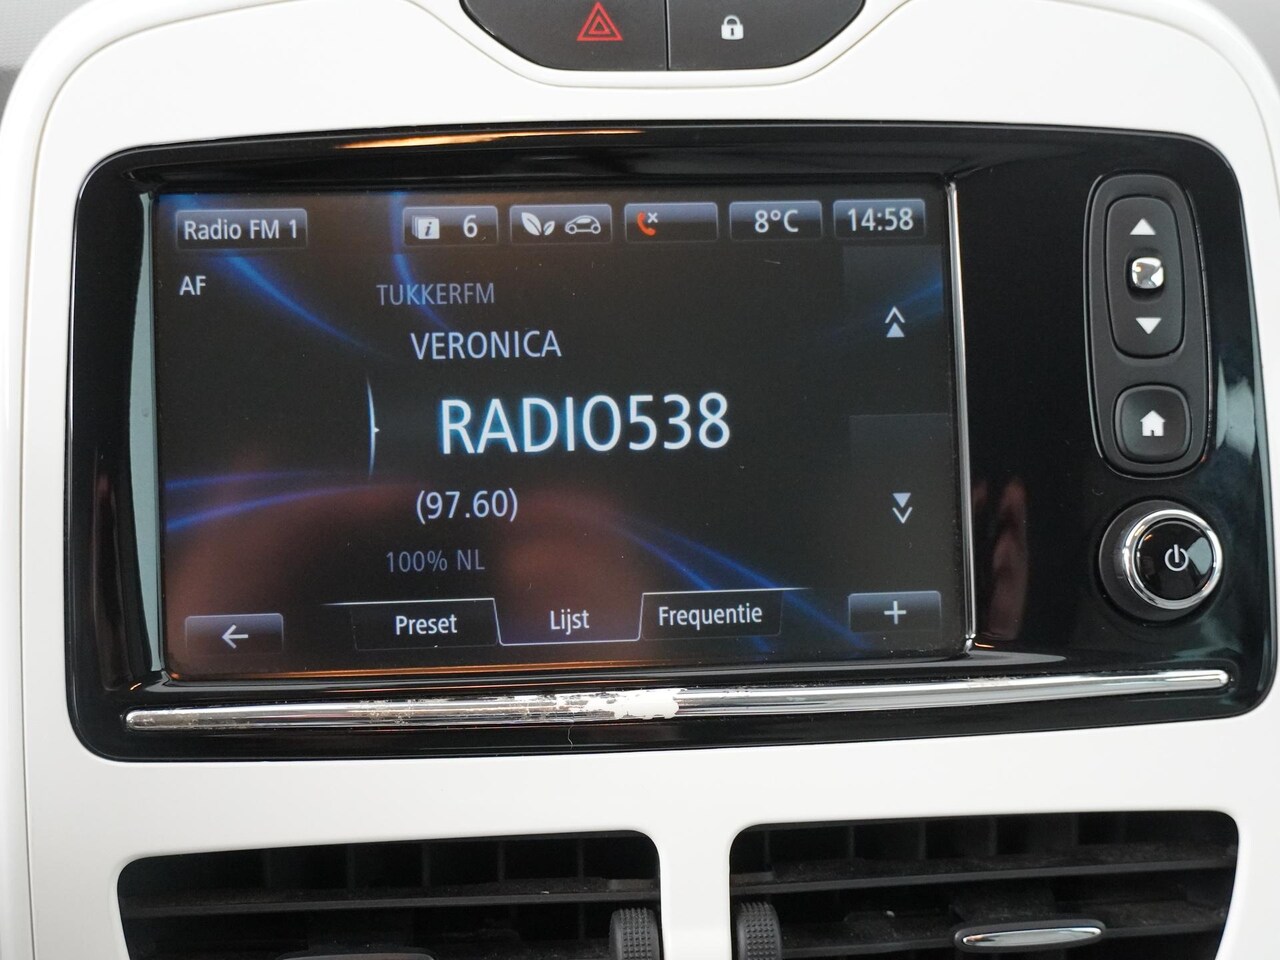 Radio FM 1
i 6
8°C
14:58
AF
TUKKERFM
VERONICA
RADIO538
(97.60)
100% NL
Preset
Lijst
Frequentie
+